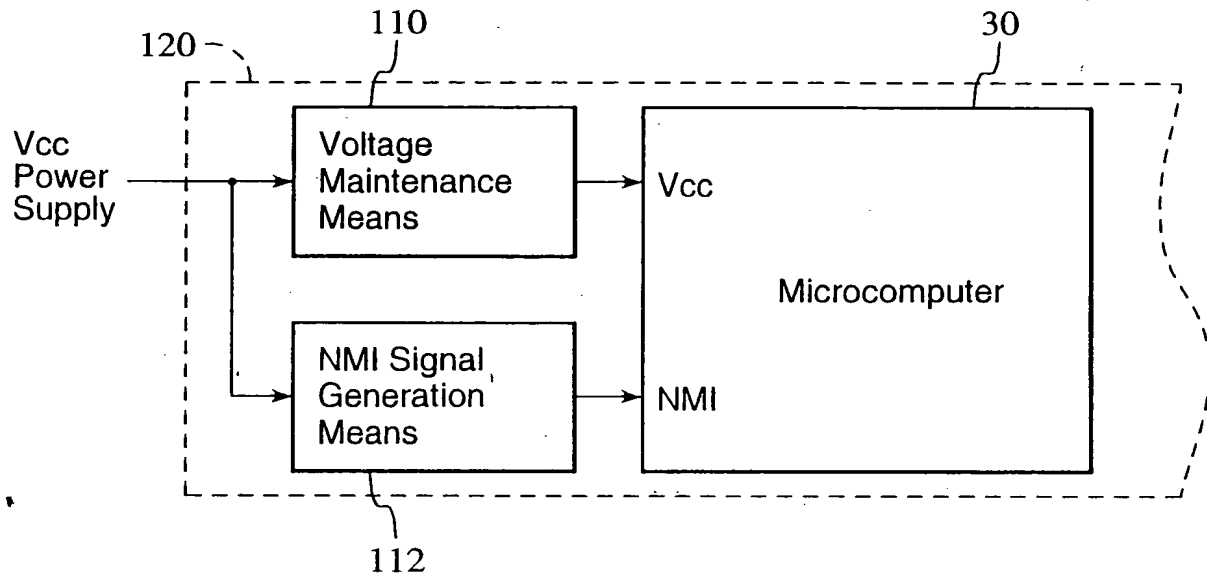 110
30
120
Vcc
Power
Supply
Voltage
Maintenance
Means
Vcc
Microcomputer
NMI Signal
Generation
Means
NMI
112